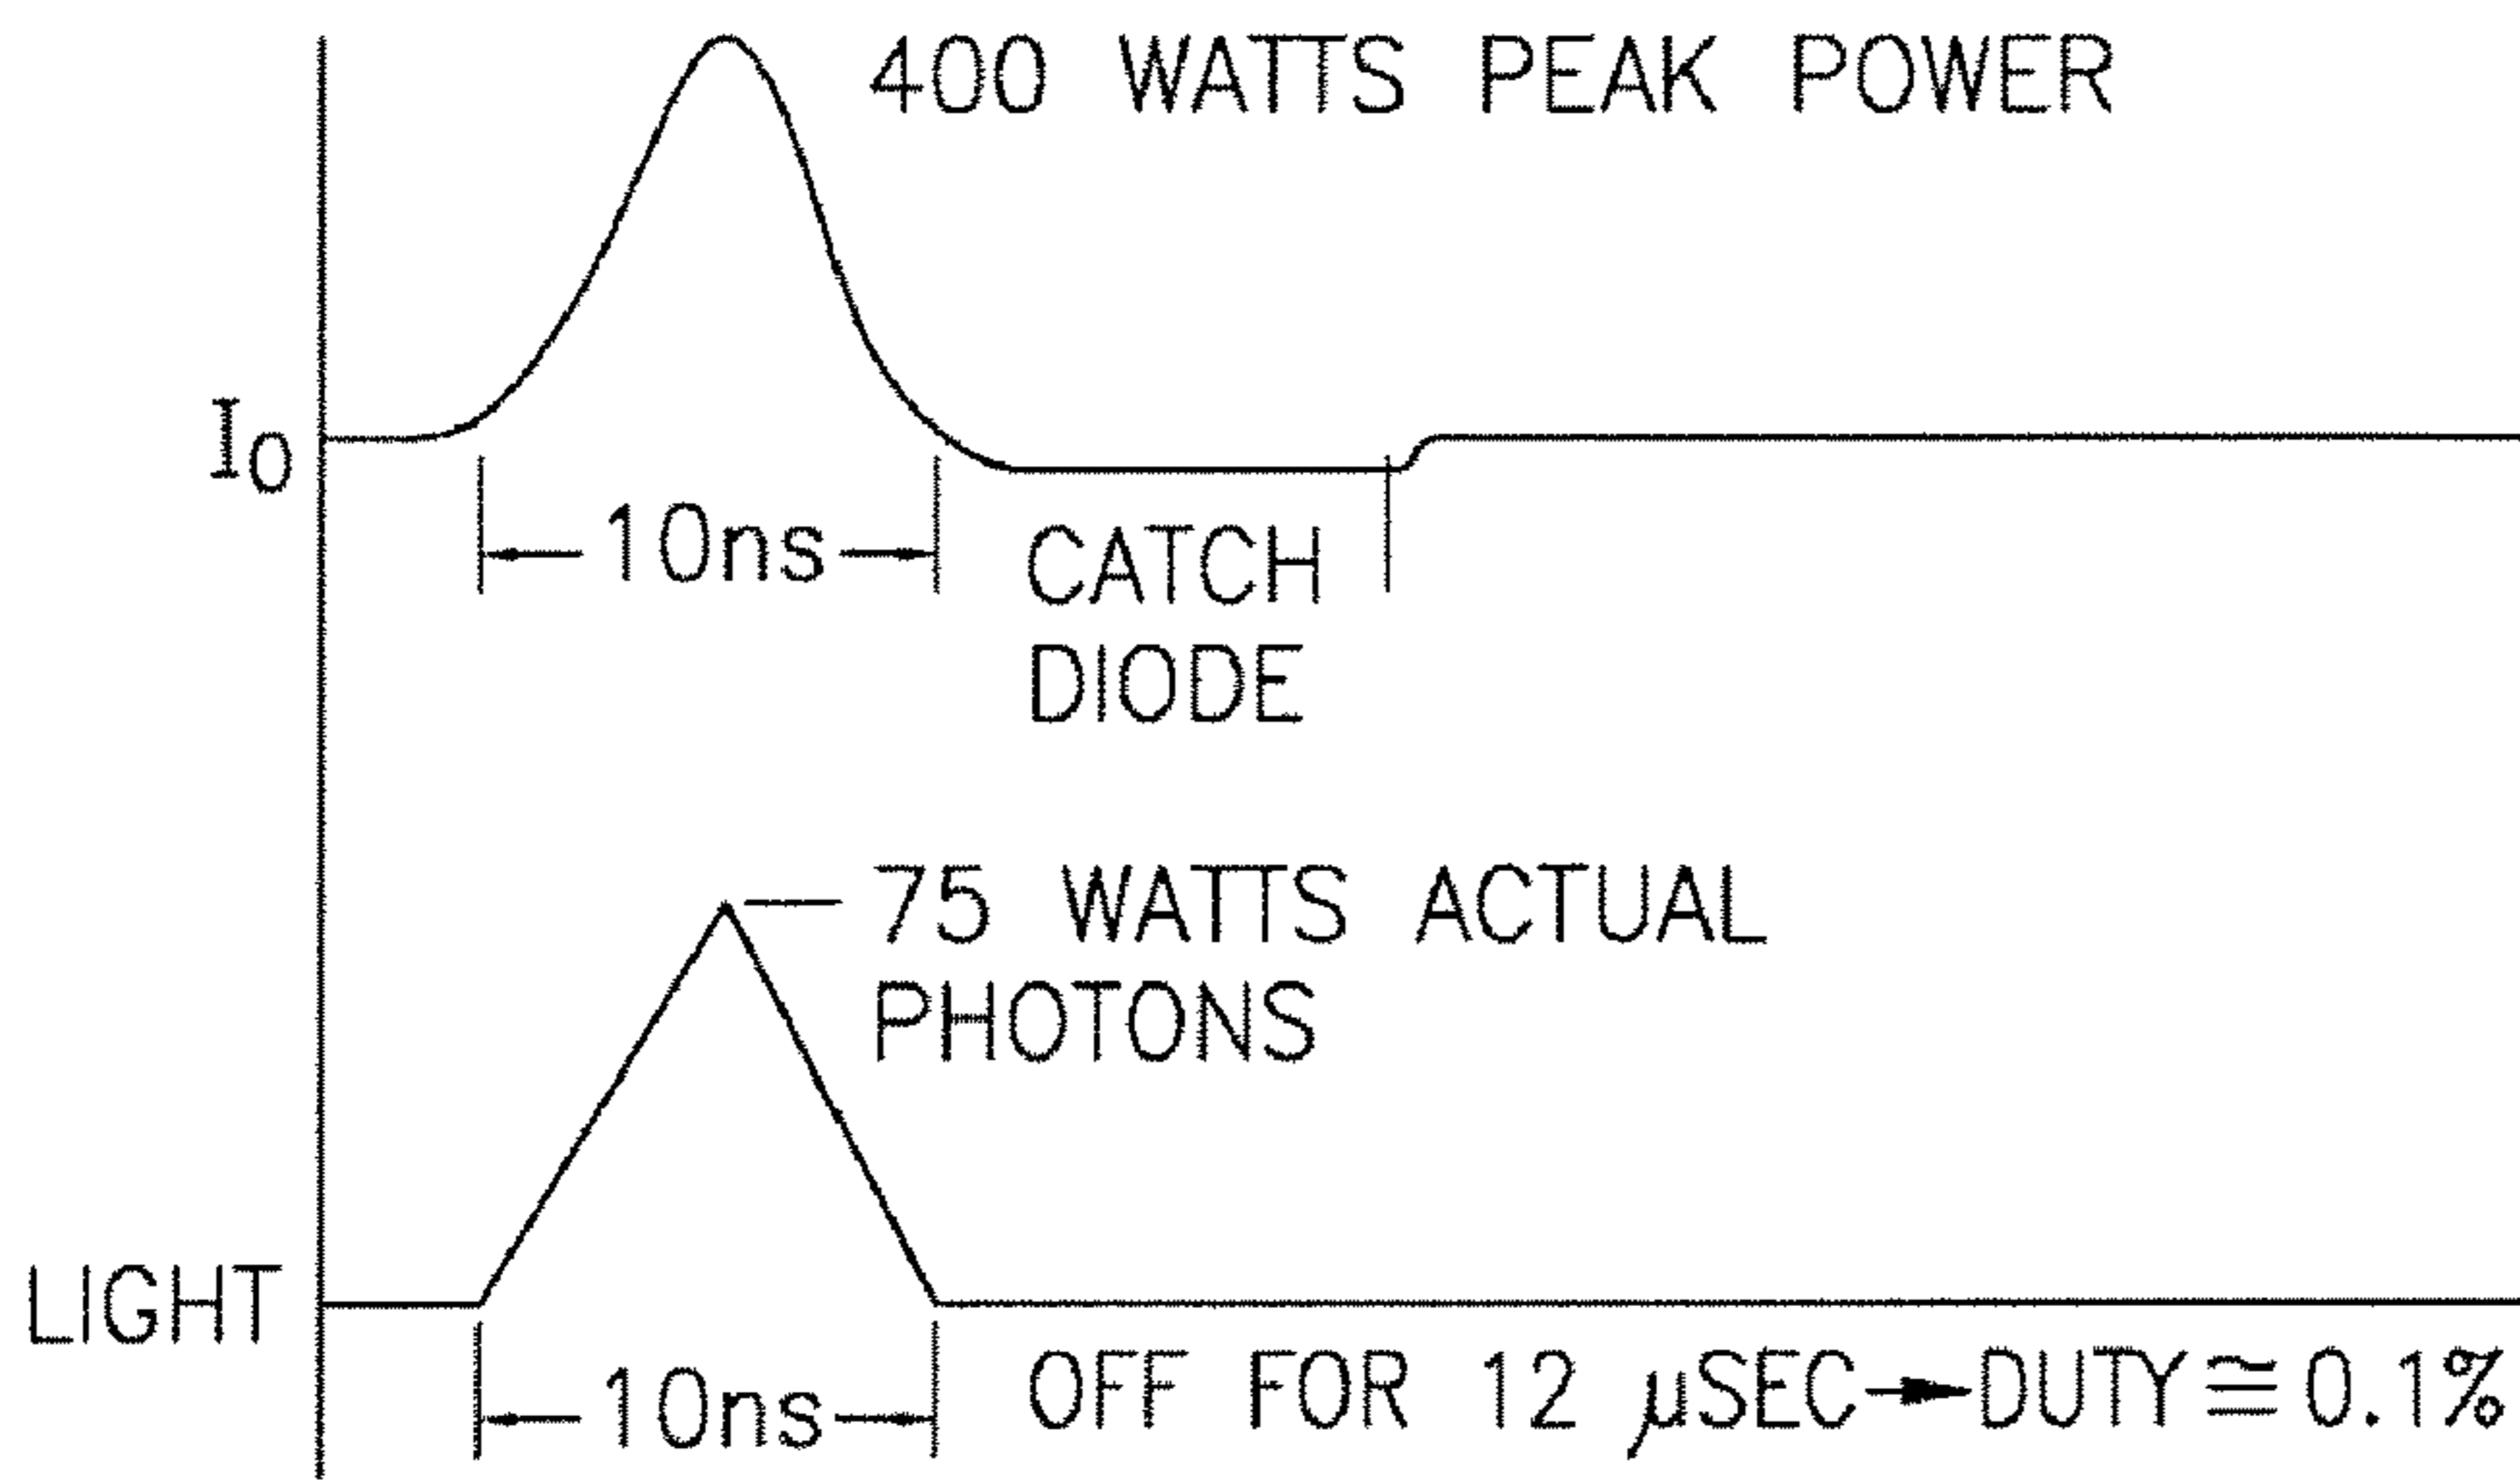 400 WATTS PEAK POWER
I0
10ns
CATCH
DIODE
75 WATTS ACTUAL
PHOTONS
LIGHT
10ns
OFF FOR 12 µSEC→DUTY≅0.1%